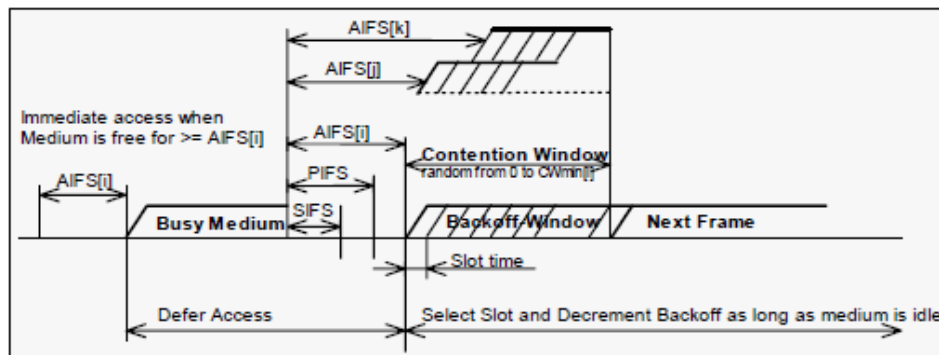 AIFS[k]
AIFS[j]
Immediate access when
Medium is free for >= AIFS[i]
AIFS[i]
Contention Window
random from 0 to CWmin[i]
AIFS[i]
PIFS
SIFS
Busy Medium
Backoff-Window
Next Frame
Slot time
Defer Access
Select Slot and Decrement Backoff as long as medium is idle